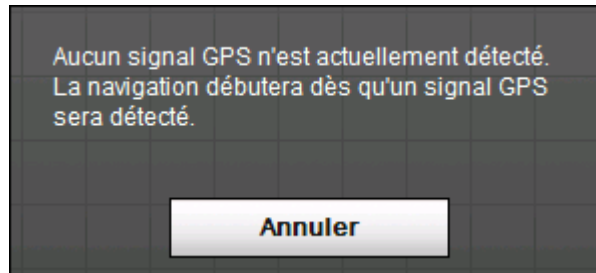 Aucun signal GPS n'est actuellement détecté.
La navigation débutera dès qu'un signal GPS
sera détecté.
Annuler